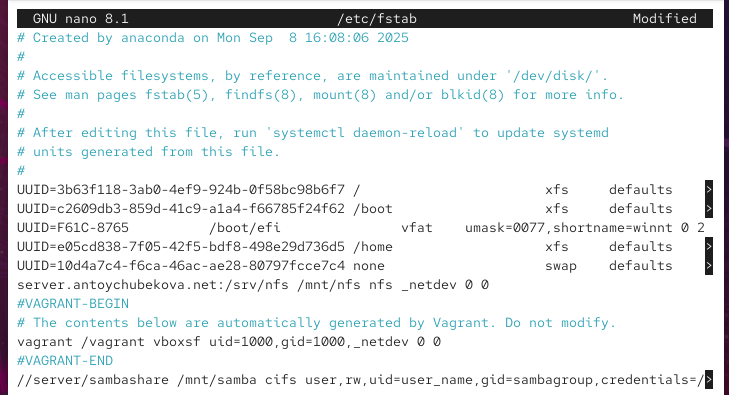 GNU nano 8.1 /etc/fstab Modified
# Created by anaconda on Mon Sep  8 16:08:06 2025
#
# Accessible filesystems, by reference, are maintained under '/dev/disk/'.
# See man pages fstab(5), findfs(8), mount(8) and/or blkid(8) for more info.
#
# After editing this file, run 'systemctl daemon-reload' to update systemd
# units generated from this file.
#
UUID=3b63f118-3ab0-4ef9-924b-0f58bc98b6f7 /                       xfs     defaults    >
UUID=c2609db3-859d-41c9-a1a4-f66785f24f62 /boot                   xfs     defaults    >
UUID=F61C-8765          /boot/efi               vfat    umask=0077,shortname=winnt 0 2
UUID=e05cd838-7f05-42f5-bdf8-498e29d736d5 /home                   xfs     defaults    >
UUID=10d4a7c4-f6ca-46ac-ae28-80797fcce7c4 none                    swap    defaults    >
server.antoychubekova.net:/srv/nfs /mnt/nfs nfs _netdev 0 0
#VAGRANT-BEGIN
# The contents below are automatically generated by Vagrant. Do not modify.
vagrant /vagrant vboxsf uid=1000,gid=1000,_netdev 0 0
#VAGRANT-END
//server/sambashare /mnt/samba cifs user,rw,uid=user_name,gid=sambagroup,credentials=/>